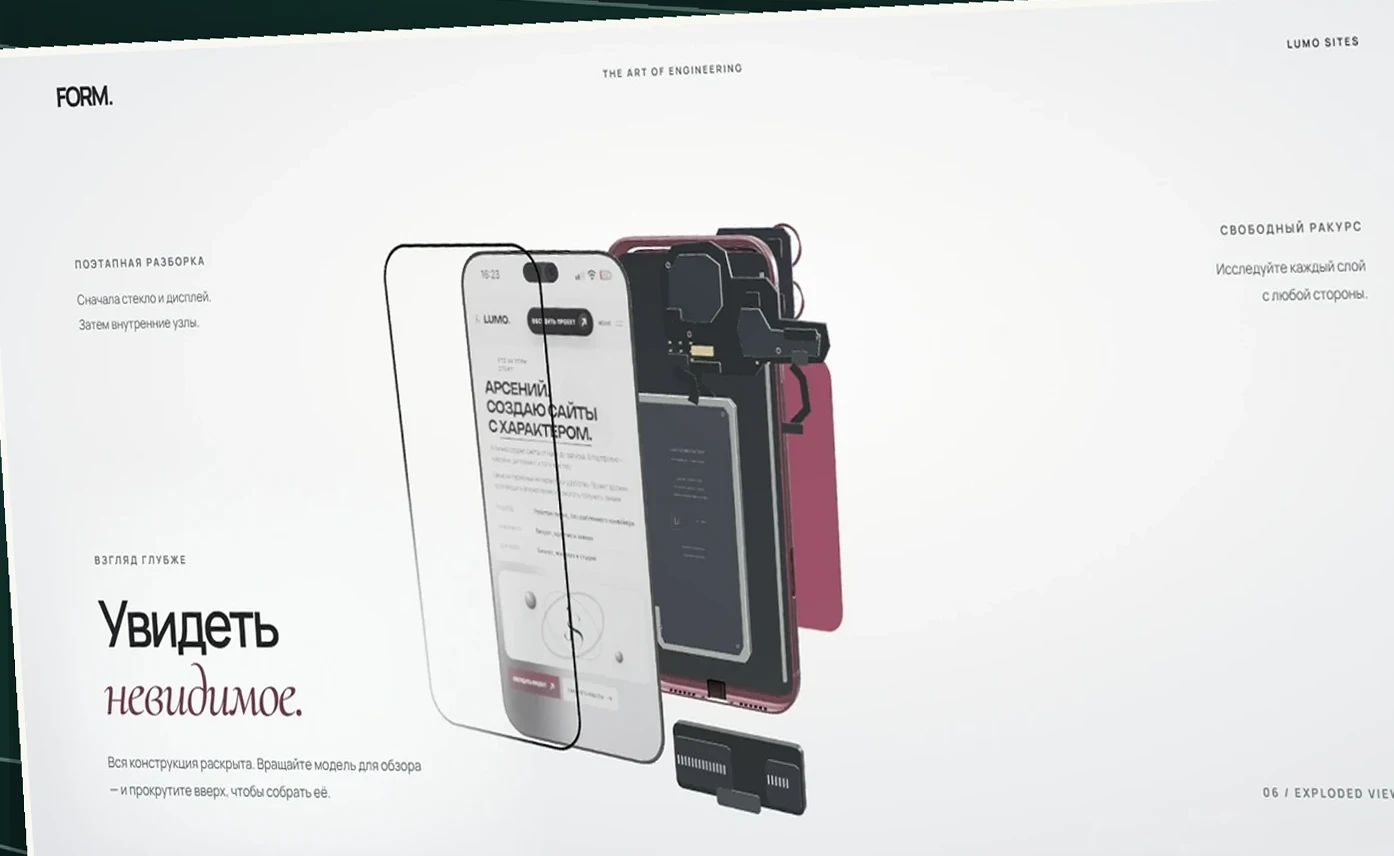 LUMO SITES
THE ART OF ENGINEERING
FORM.
СВОБОДНЫЙ РАКУРС
Исследуйте каждый слой
с любой стороны.
ПОЭТАПНАЯ РАЗБОРКА
Сначала стекло и дисплей.
Затем внутренние узлы.
16:23
LUMO.
ОБСУДИТЬ ПРОЕКТ
АРСЕНИЙ.
СОЗДАЮ САЙТЫ
С ХАРАКТЕРОМ.
ВЗГЛЯД ГЛУБЖЕ
Увидеть
невидимое.
Вся конструкция раскрыта. Вращайте модель для обзора
— и прокрутите вверх, чтобы собрать её.
06 / EXPLODED VIEW